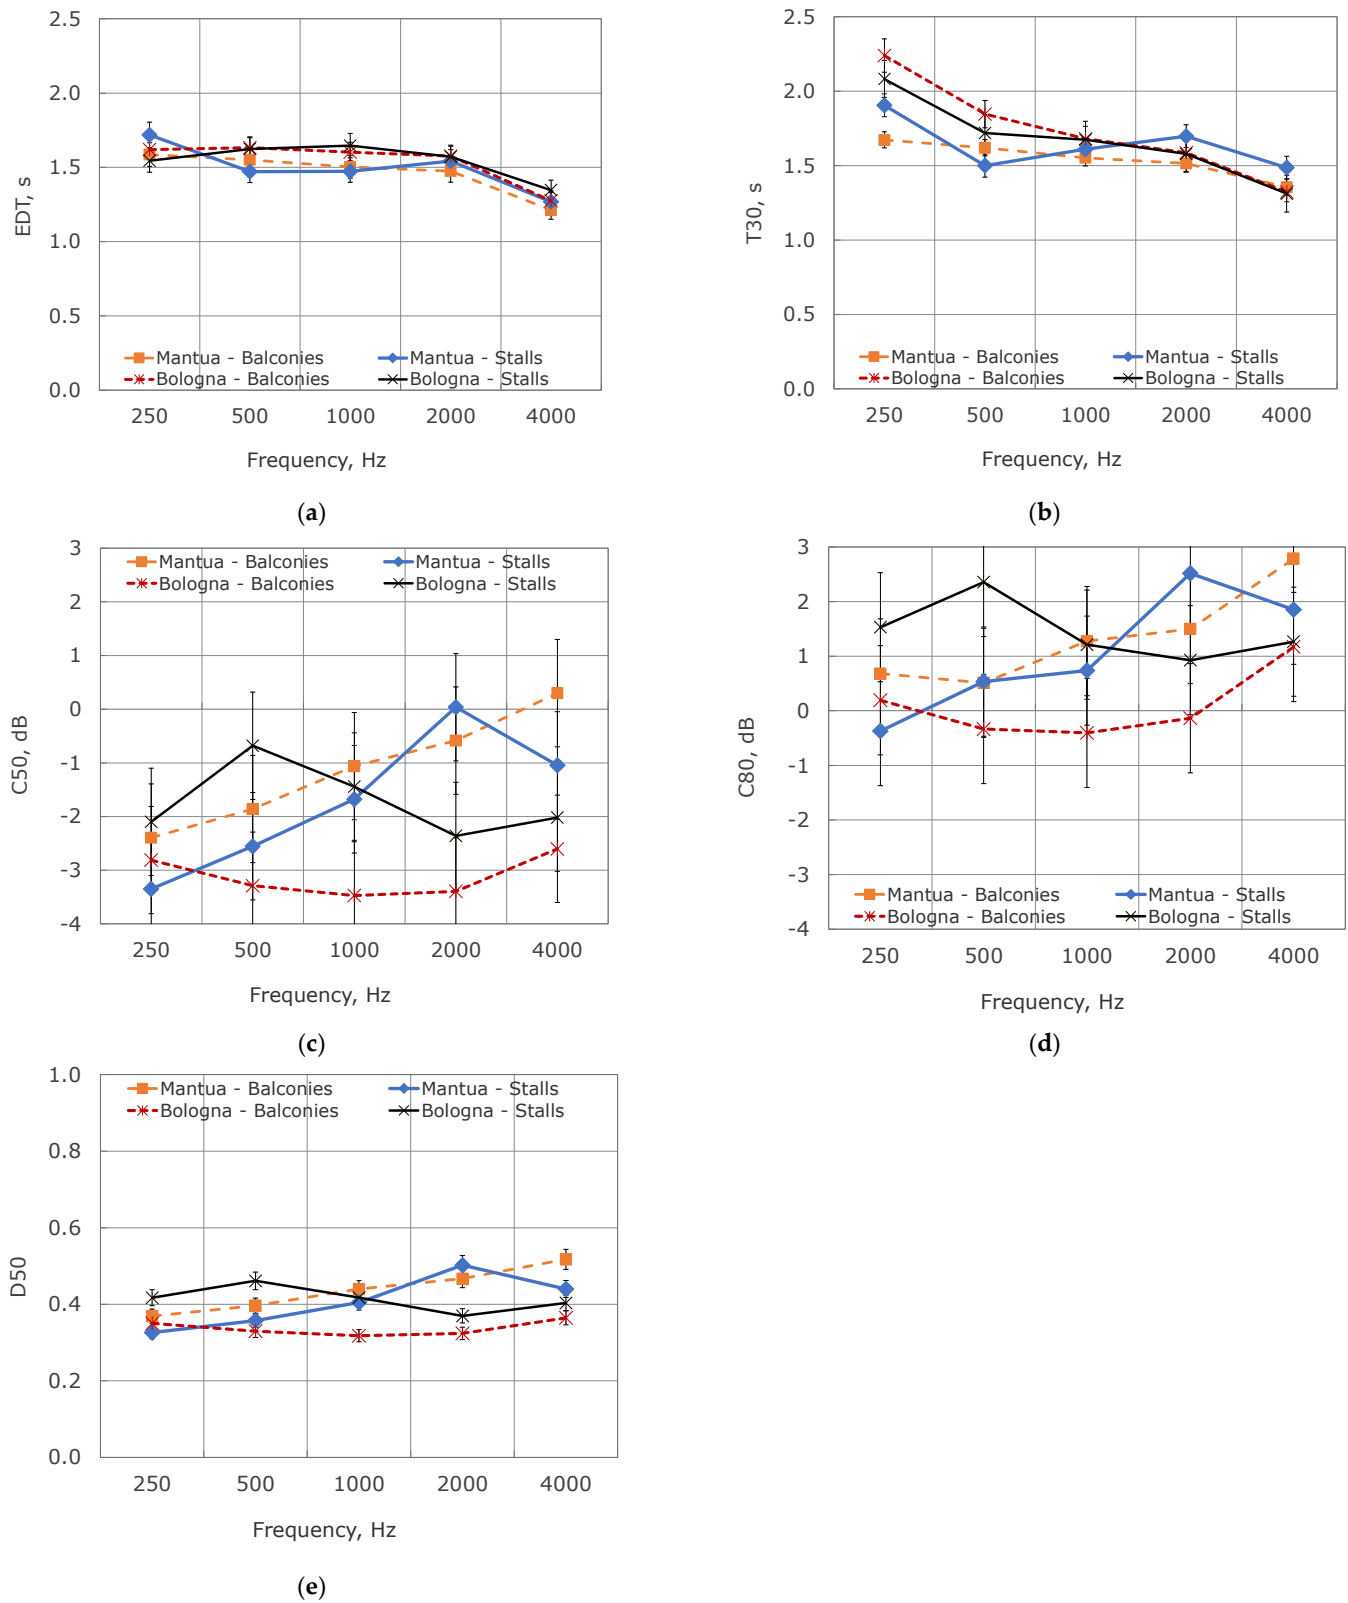 2.5
2.0
1.5
1.0
0.5
0.0
EDT, s
Mantua - Balconies
Mantua - Stalls
Bologna - Balconies
Bologna - Stalls
250 500 1000 2000 4000
Frequency, Hz
(a)
2.5
2.0
1.5
1.0
0.5
0.0
T30, s
Mantua - Balconies
Mantua - Stalls
Bologna - Balconies
Bologna - Stalls
250 500 1000 2000 4000
Frequency, Hz
(b)
3
2
1
0
-1
-2
-3
-4
C50, dB
Mantua - Balconies
Mantua - Stalls
Bologna - Balconies
Bologna - Stalls
250 500 1000 2000 4000
Frequency, Hz
(c)
3
2
1
0
-1
-2
-3
-4
C80, dB
Mantua - Balconies
Mantua - Stalls
Bologna - Balconies
Bologna - Stalls
250 500 1000 2000 4000
Frequency, Hz
(d)
1.0
0.8
0.6
0.4
0.2
0.0
D50
Mantua - Balconies
Mantua - Stalls
Bologna - Balconies
Bologna - Stalls
250 500 1000 2000 4000
Frequency, Hz
(e)